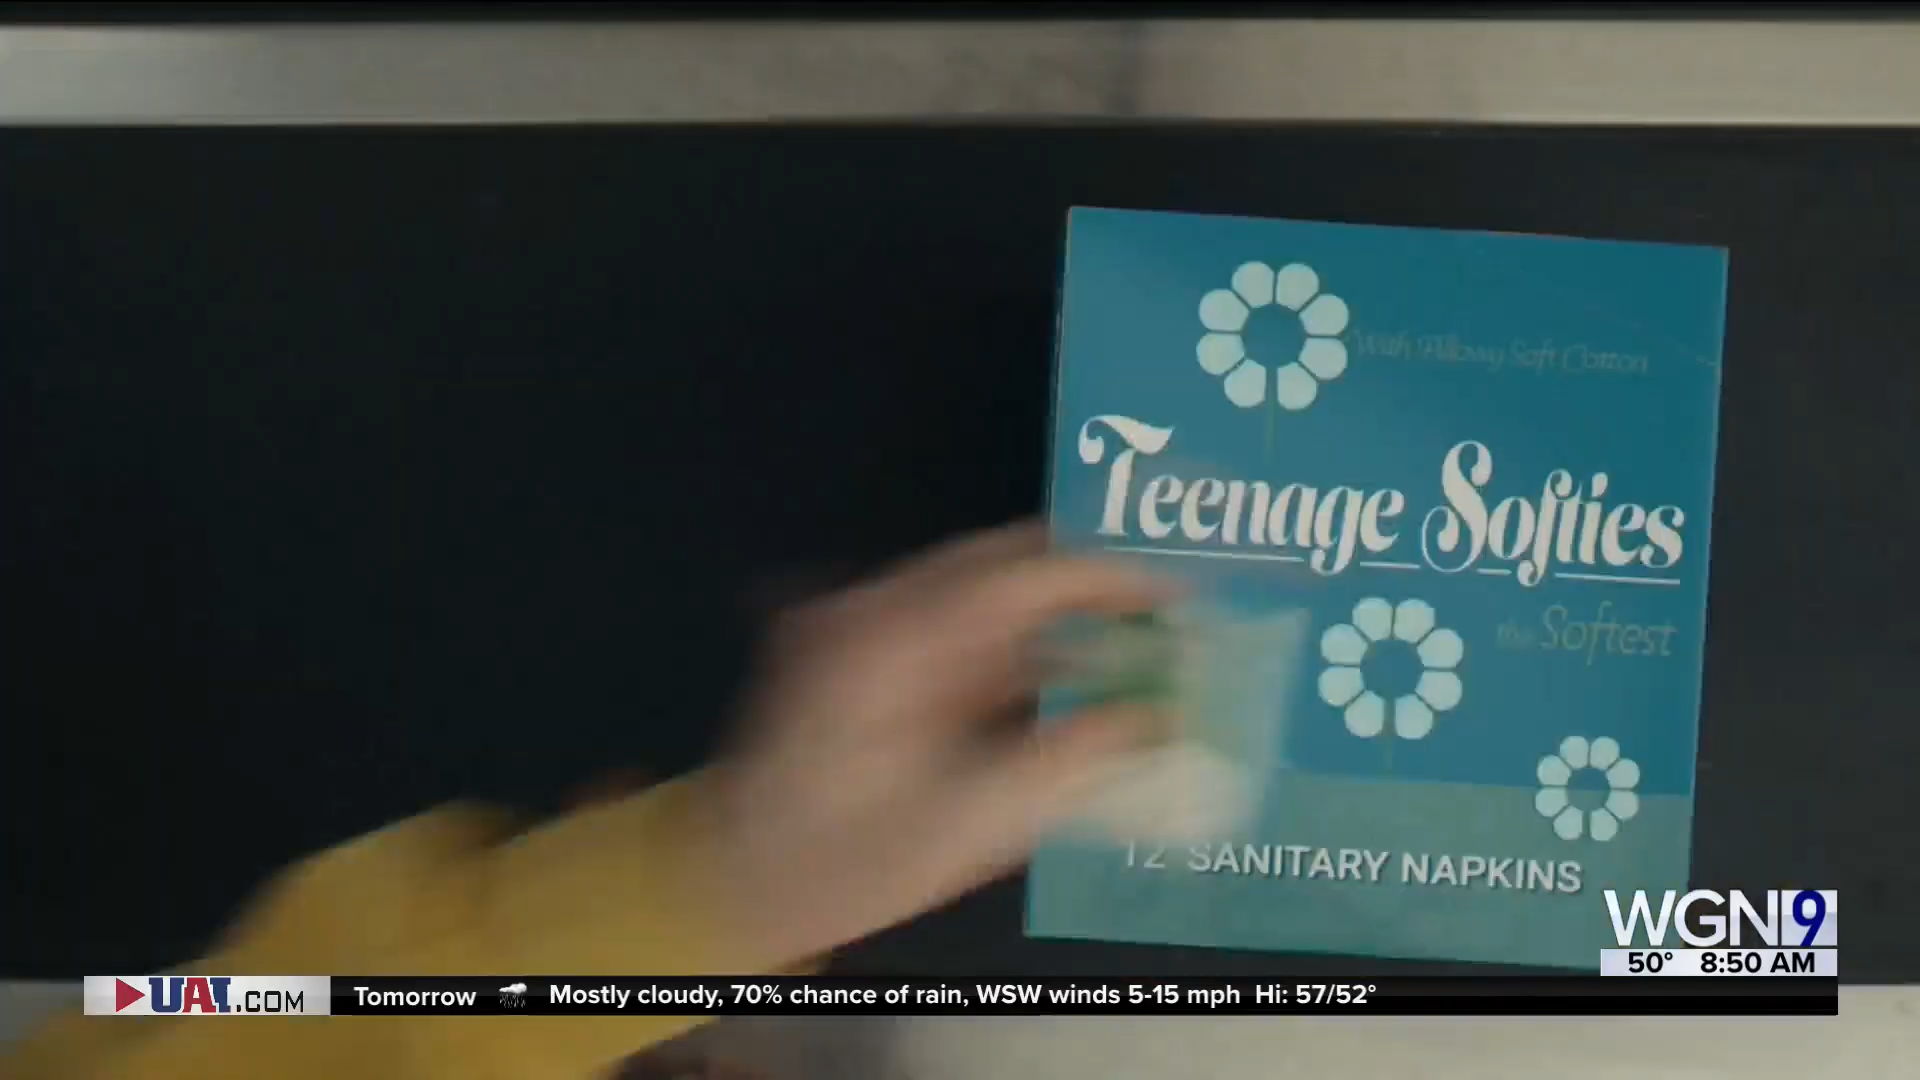 With Pillowy Soft Cotton
Teenage Softies
the Softest
12 SANITARY NAPKINS
WGN9
50° 8:50 AM
UAI.COM
Tomorrow
Mostly cloudy, 70% chance of rain, WSW winds 5-15 mph Hi: 57/52°